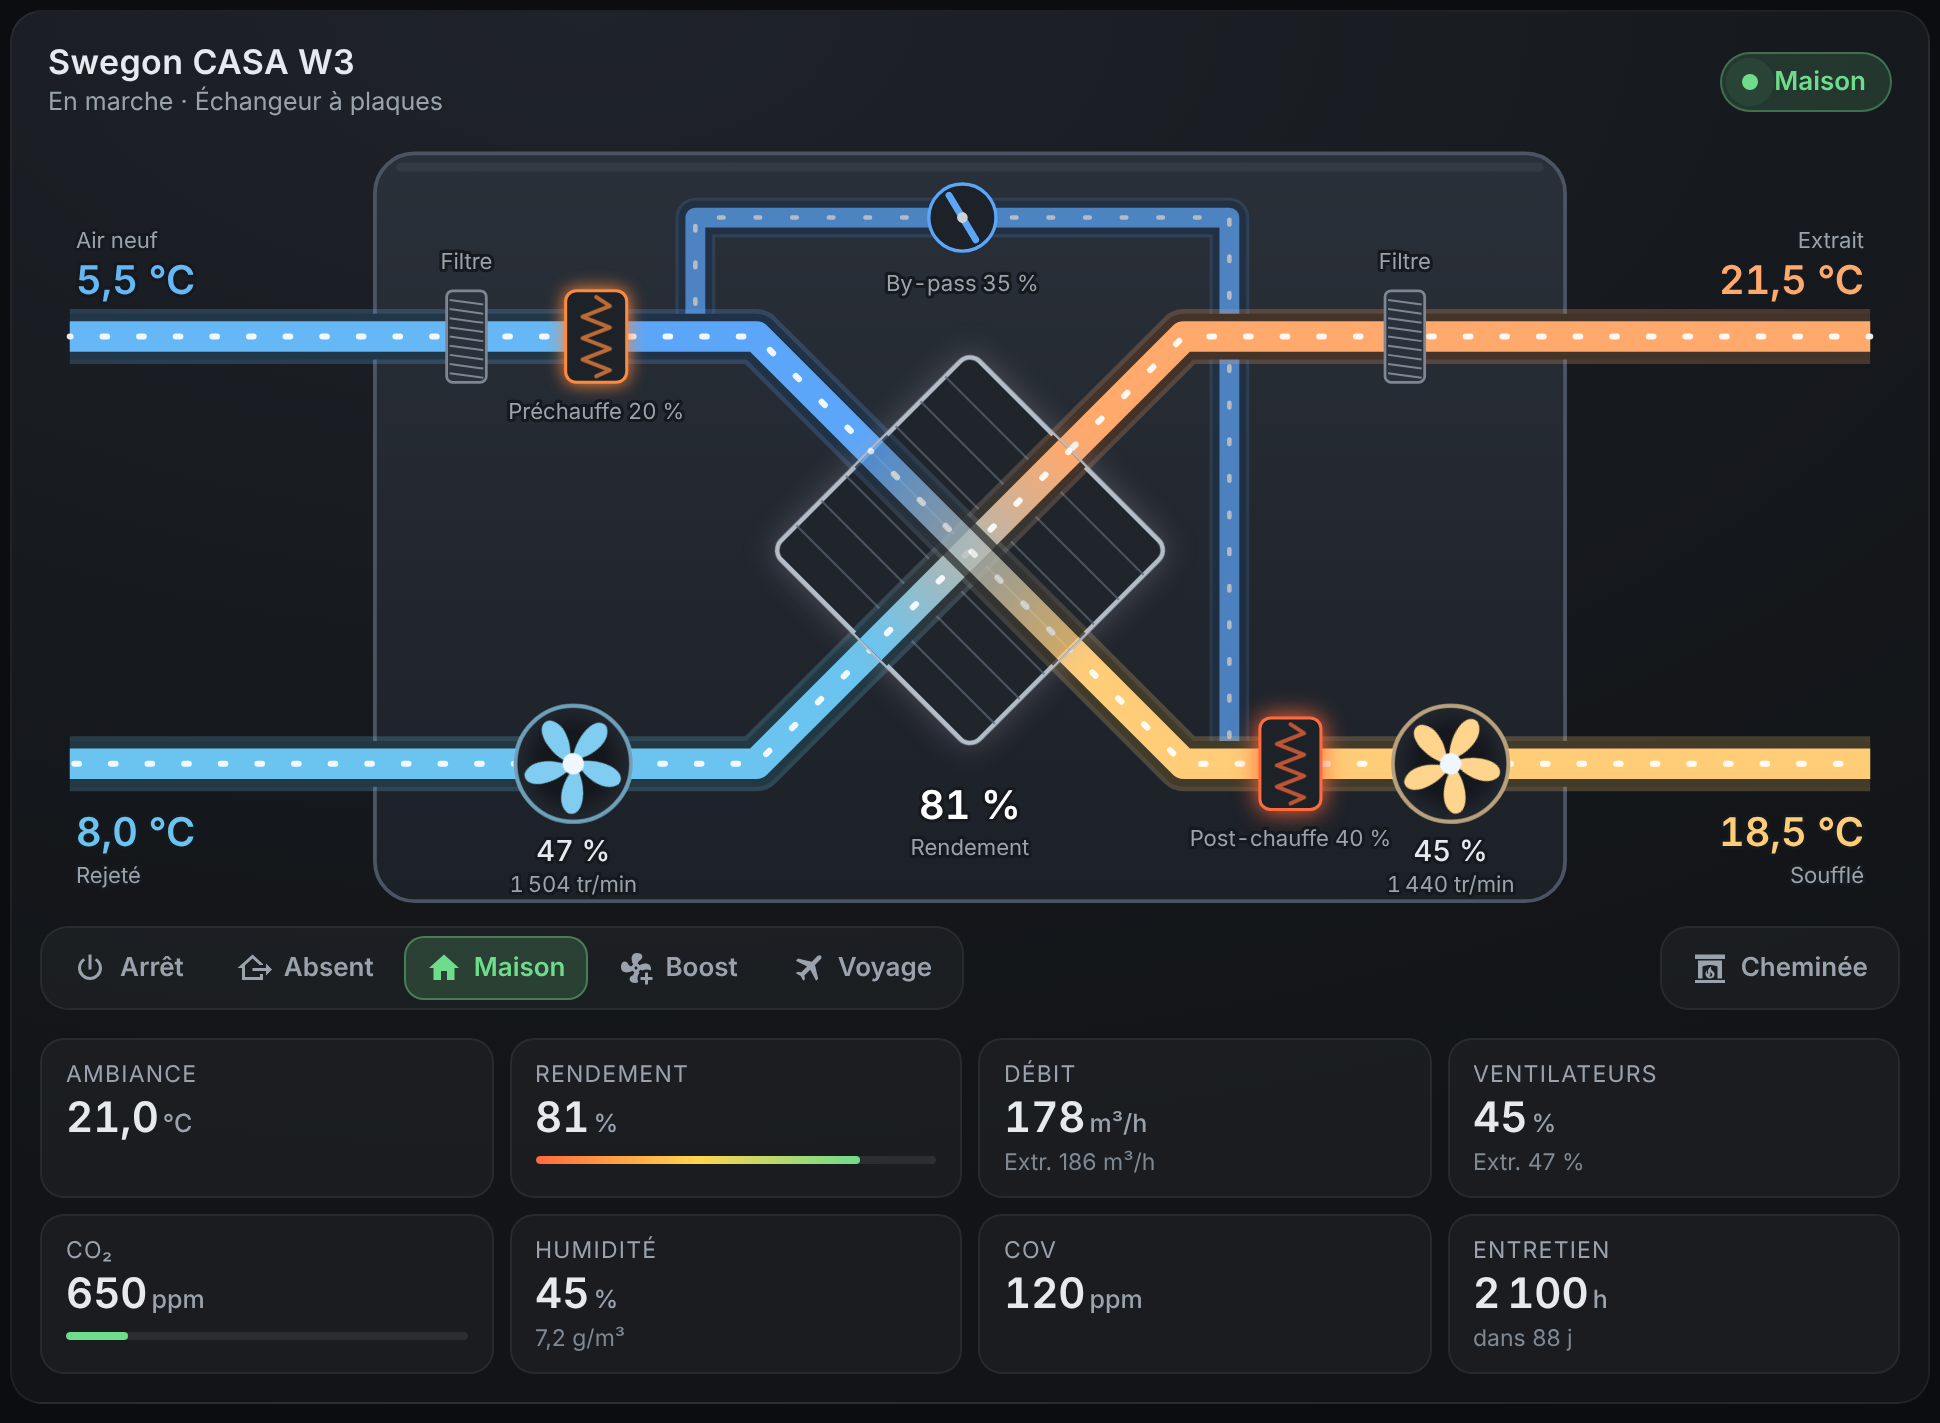 Swegon CASA W3
En marche · Échangeur à plaques
Maison
Air neuf
5,5 °C
Filtre
Préchauffe 20 %
By-pass 35 %
Filtre
Extrait
21,5 °C
8,0 °C
Rejeté
47 %
1 504 tr/min
81 %
Rendement
Post-chauffe 40 %
45 %
1 440 tr/min
18,5 °C
Soufflé
Arrêt
Absent
Maison
Boost
Voyage
Cheminée
AMBIANCE
21,0 °C
RENDEMENT
81 %
DÉBIT
178 m³/h
Extr. 186 m³/h
VENTILATEURS
45 %
Extr. 47 %
CO₂
650 ppm
HUMIDITÉ
45 %
7,2 g/m³
COV
120 ppm
ENTRETIEN
2 100 h
dans 88 j